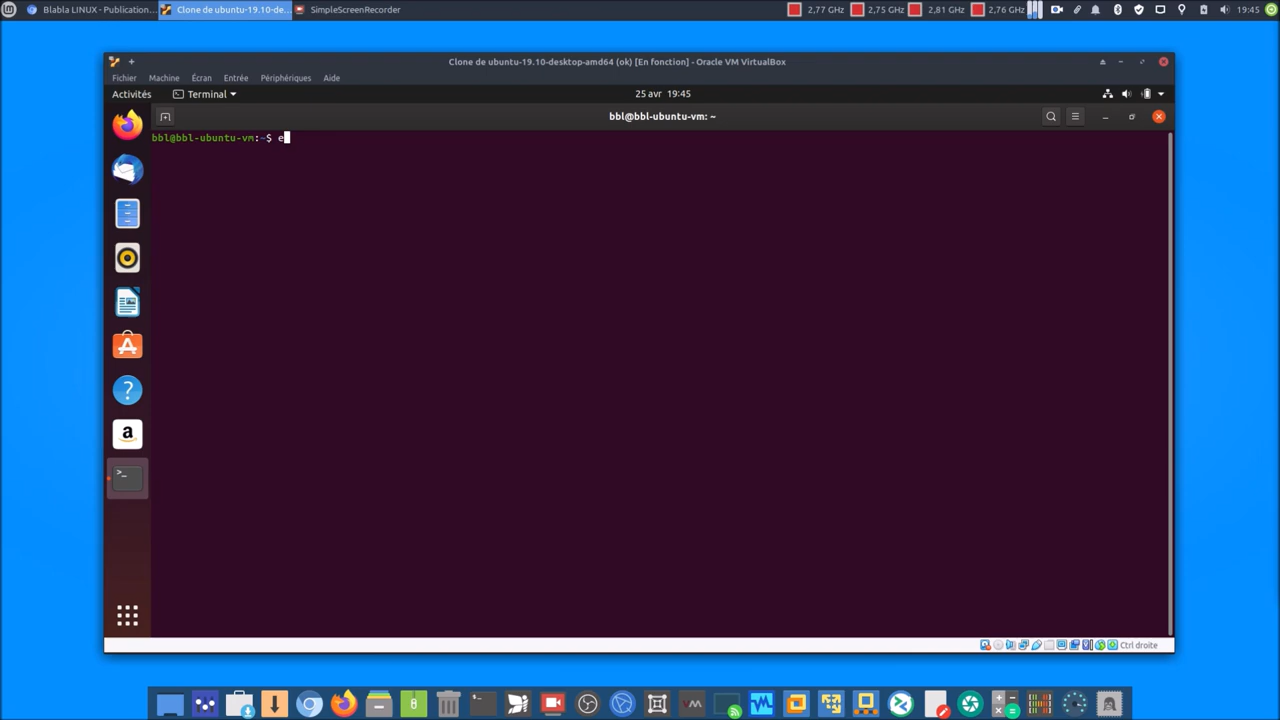 Blabla LINUX - Publication...
Clone de ubuntu-19.10-de...
SimpleScreenRecorder
2,77 GHz
2,75 GHz
2,81 GHz
2,76 GHz
19:45
Clone de ubuntu-19.10-desktop-amd64 (ok) [En fonction] - Oracle VM VirtualBox
Fichier Machine Écran Entrée Périphériques Aide
Activités
Terminal
25 avr 19:45
bbl@bbl-ubuntu-vm: ~
bbl@bbl-ubuntu-vm:~$ e
Ctrl droite